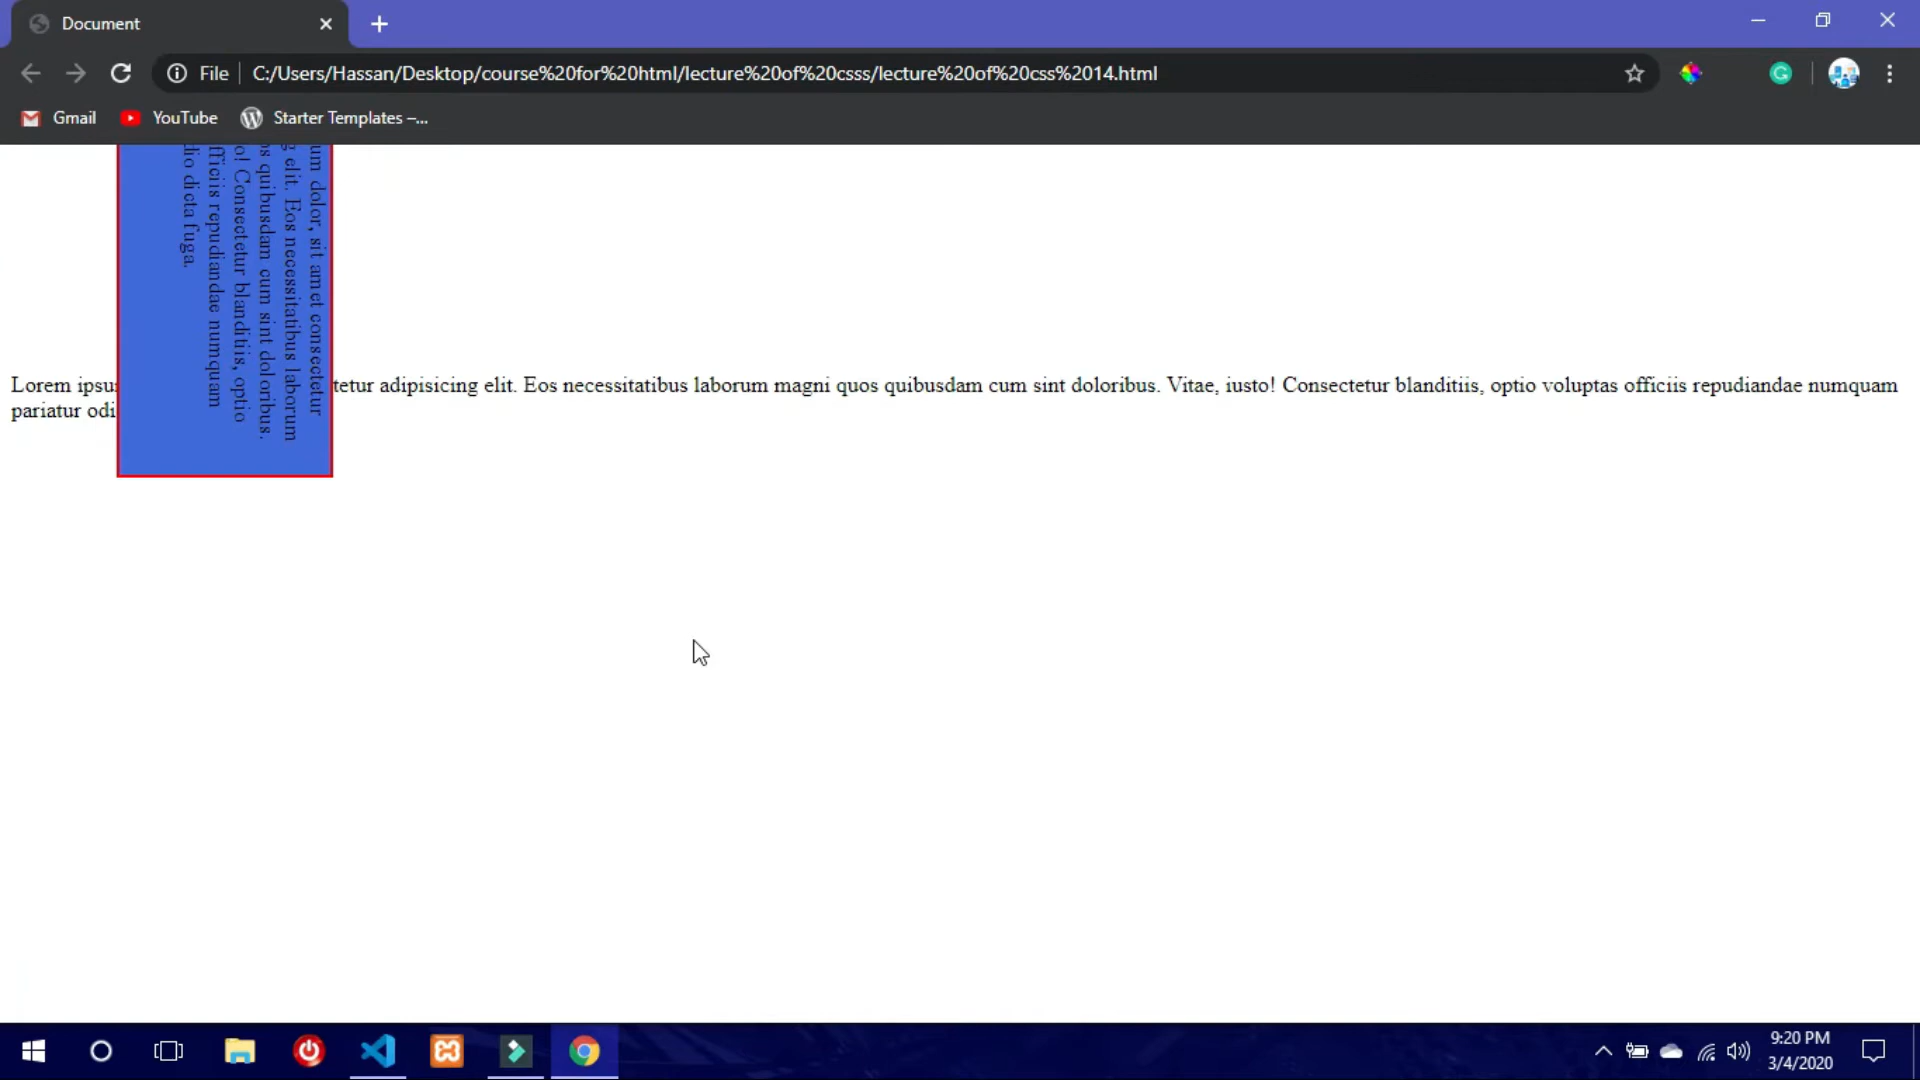 Document
File C:/Users/Hassan/Desktop/course%20for%20html/lecture%20of%20csss/lecture%20of%20css%2014.html
Gmail YouTube Starter Templates –...
um dolor, sit amet consectetur
g elit. Eos necessitatibus laborum
os quibusdam cum sint doloribus.
o! Consectetur blanditiis, optio
fficiis repudiandae numquam
dio dicta fuga.
Lorem ipsu tetur adipisicing elit. Eos necessitatibus laborum magni quos quibusdam cum sint doloribus. Vitae, iusto! Consectetur blanditiis, optio voluptas officiis repudiandae numquam
pariatur odi
9:20 PM
3/4/2020